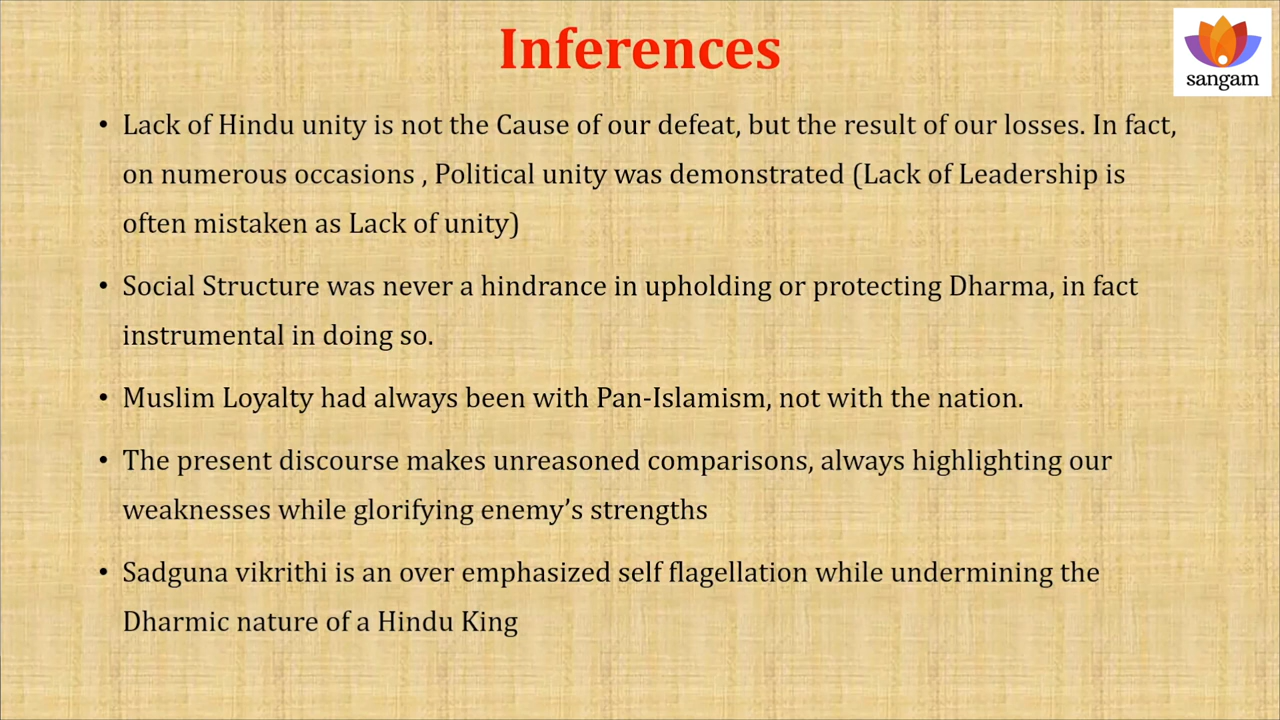 Inferences
sangam
• Lack of Hindu unity is not the Cause of our defeat, but the result of our losses. In fact,
on numerous occasions , Political unity was demonstrated (Lack of Leadership is
often mistaken as Lack of unity)
• Social Structure was never a hindrance in upholding or protecting Dharma, in fact
instrumental in doing so.
• Muslim Loyalty had always been with Pan-Islamism, not with the nation.
• The present discourse makes unreasoned comparisons, always highlighting our
weaknesses while glorifying enemy’s strengths
• Sadguna vikrithi is an over emphasized self flagellation while undermining the
Dharmic nature of a Hindu King